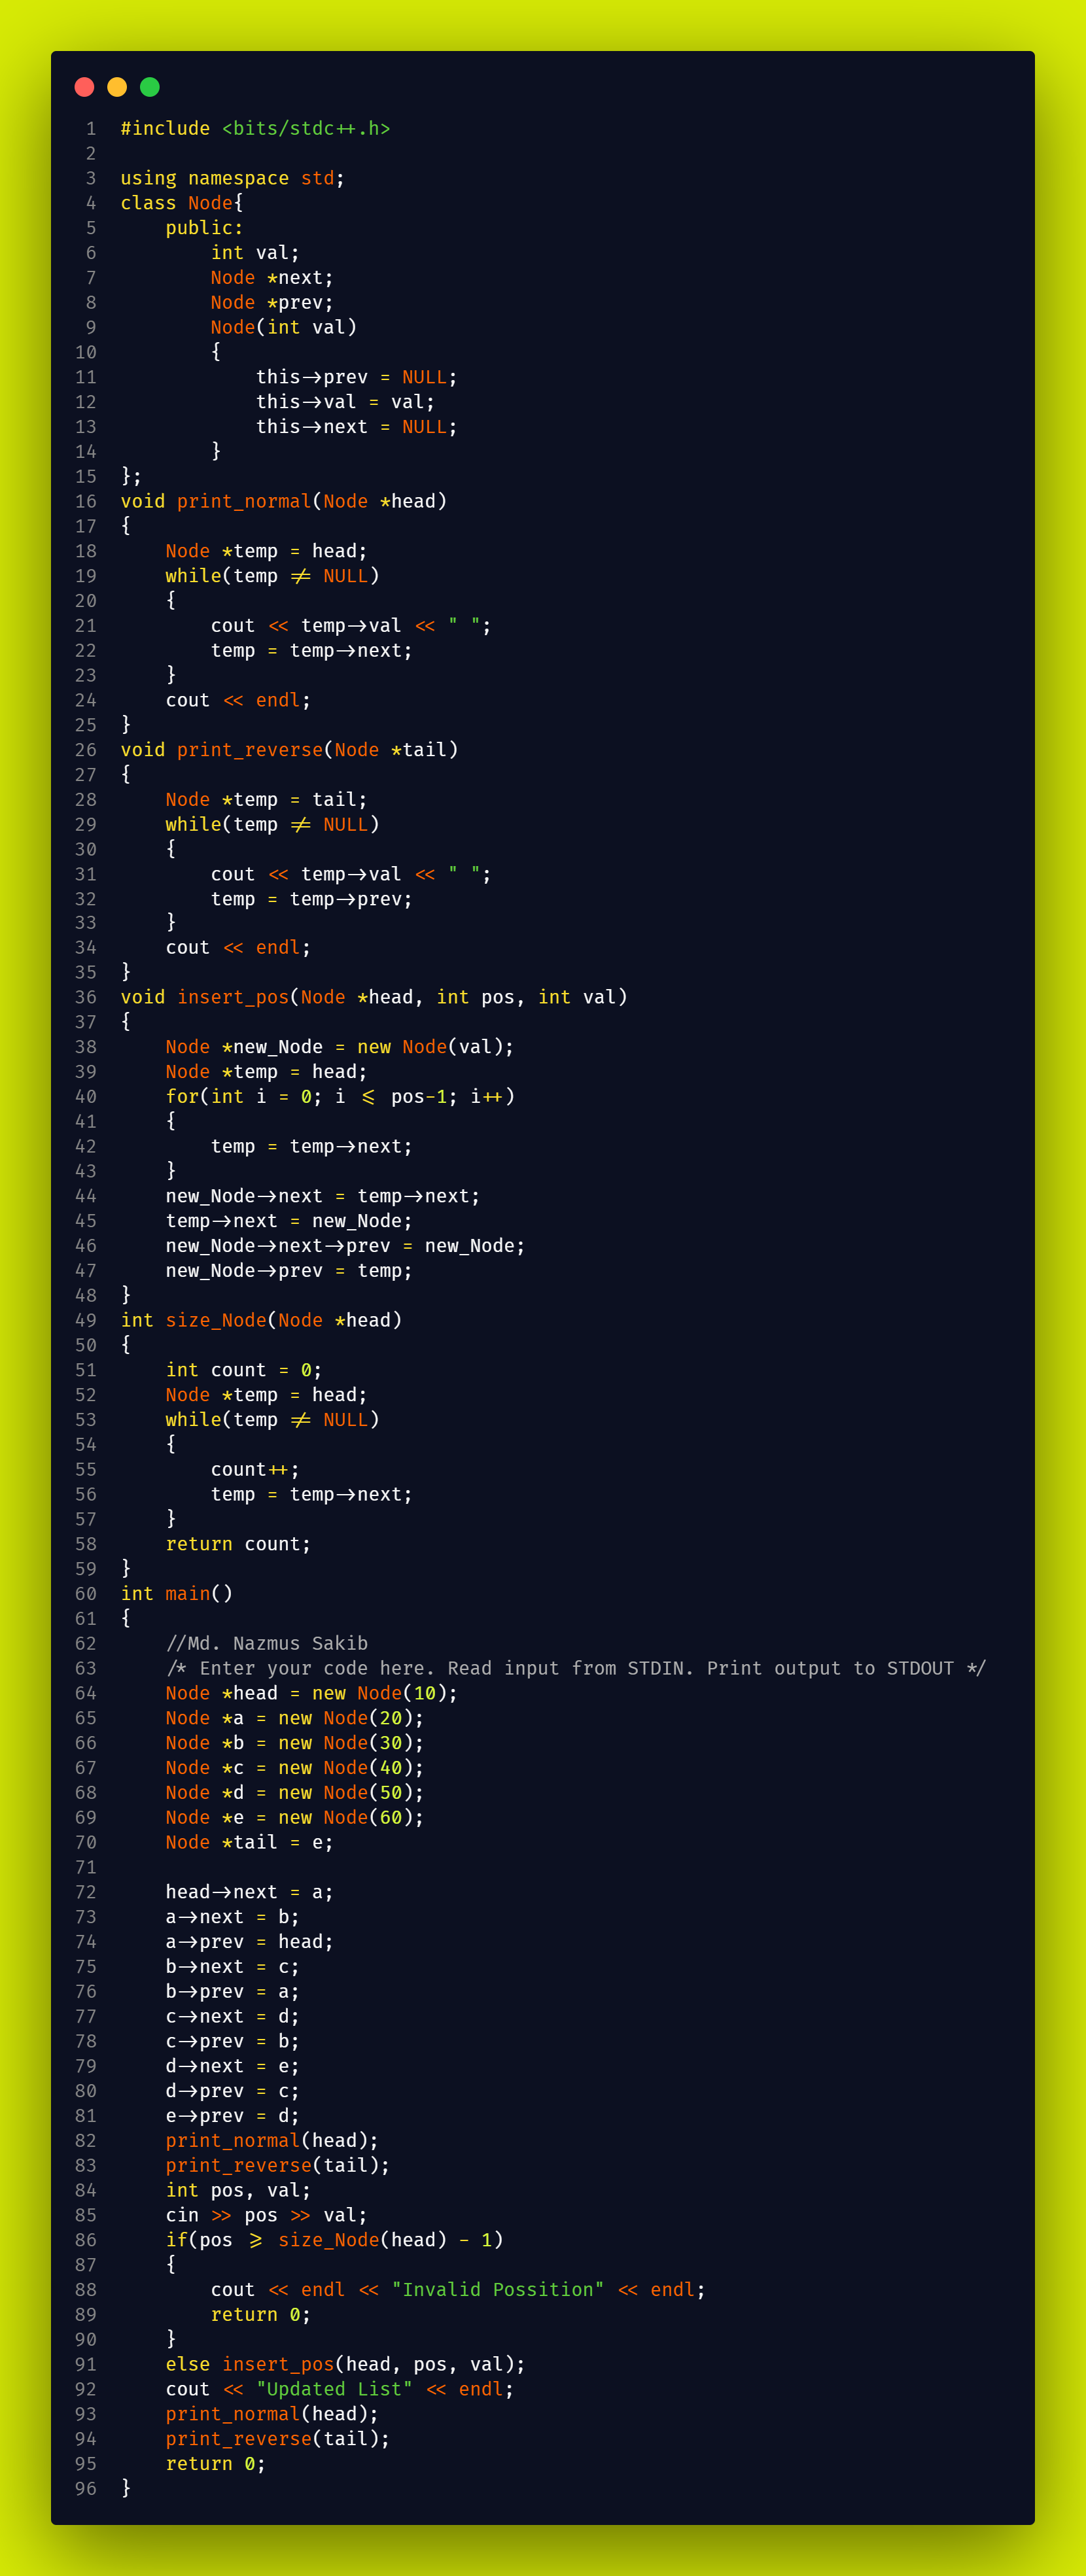 1 #include <bits/stdc++.h>
2
3 using namespace std;
4 class Node{
5     public:
6         int val;
7         Node *next;
8         Node *prev;
9         Node(int val)
10         {
11             this->prev = NULL;
12             this->val = val;
13             this->next = NULL;
14         }
15 };
16 void print_normal(Node *head)
17 {
18     Node *temp = head;
19     while(temp != NULL)
20     {
21         cout << temp->val << " ";
22         temp = temp->next;
23     }
24     cout << endl;
25 }
26 void print_reverse(Node *tail)
27 {
28     Node *temp = tail;
29     while(temp != NULL)
30     {
31         cout << temp->val << " ";
32         temp = temp->prev;
33     }
34     cout << endl;
35 }
36 void insert_pos(Node *head, int pos, int val)
37 {
38     Node *new_Node = new Node(val);
39     Node *temp = head;
40     for(int i = 0; i <= pos-1; i++)
41     {
42         temp = temp->next;
43     }
44     new_Node->next = temp->next;
45     temp->next = new_Node;
46     new_Node->next->prev = new_Node;
47     new_Node->prev = temp;
48 }
49 int size_Node(Node *head)
50 {
51     int count = 0;
52     Node *temp = head;
53     while(temp != NULL)
54     {
55         count++;
56         temp = temp->next;
57     }
58     return count;
59 }
60 int main()
61 {
62     //Md. Nazmus Sakib
63     /* Enter your code here. Read input from STDIN. Print output to STDOUT */
64     Node *head = new Node(10);
65     Node *a = new Node(20);
66     Node *b = new Node(30);
67     Node *c = new Node(40);
68     Node *d = new Node(50);
69     Node *e = new Node(60);
70     Node *tail = e;
71
72     head->next = a;
73     a->next = b;
74     a->prev = head;
75     b->next = c;
76     b->prev = a;
77     c->next = d;
78     c->prev = b;
79     d->next = e;
80     d->prev = c;
81     e->prev = d;
82     print_normal(head);
83     print_reverse(tail);
84     int pos, val;
85     cin >> pos >> val;
86     if(pos >= size_Node(head) - 1)
87     {
88         cout << endl << "Invalid Possition" << endl;
89         return 0;
90     }
91     else insert_pos(head, pos, val);
92     cout << "Updated List" << endl;
93     print_normal(head);
94     print_reverse(tail);
95     return 0;
96 }